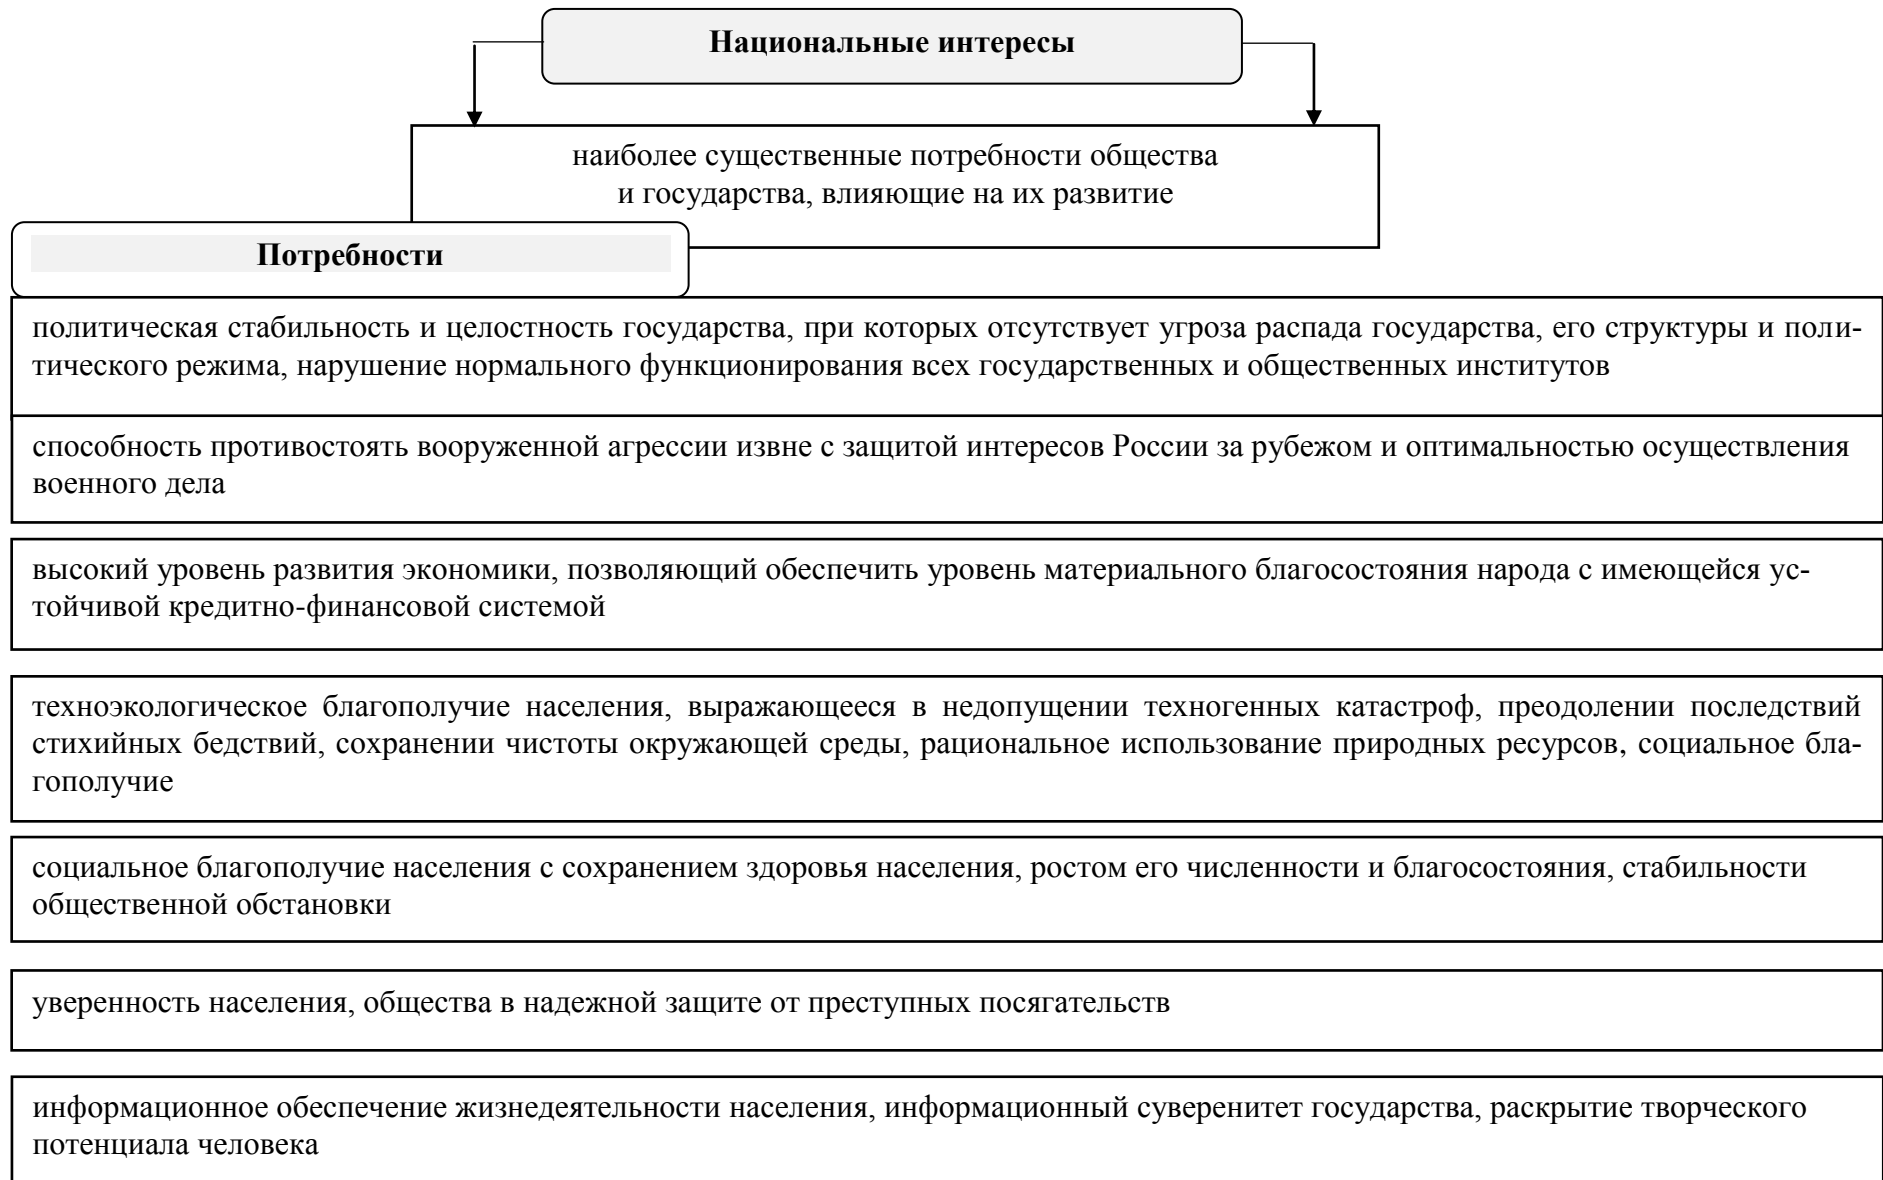 Национальные интересы
наиболее существенные потребности общества
и государства, влияющие на их развитие
Потребности
политическая стабильность и целостность государства, при которых отсутствует угроза распада государства, его структуры и поли-
тического режима, нарушение нормального функционирования всех государственных и общественных институтов
способность противостоять вооруженной агрессии извне с защитой интересов России за рубежом и оптимальностью осуществления
военного дела
высокий уровень развития экономики, позволяющий обеспечить уровень материального благосостояния народа с имеющейся ус-
тойчивой кредитно-финансовой системой
техноэкологическое благополучие населения, выражающееся в недопущении техногенных катастроф, преодолении последствий
стихийных бедствий, сохранении чистоты окружающей среды, рациональное использование природных ресурсов, социальное бла-
гополучие
социальное благополучие населения с сохранением здоровья населения, ростом его численности и благосостояния, стабильности
общественной обстановки
уверенность населения, общества в надежной защите от преступных посягательств
информационное обеспечение жизнедеятельности населения, информационный суверенитет государства, раскрытие творческого
потенциала человека